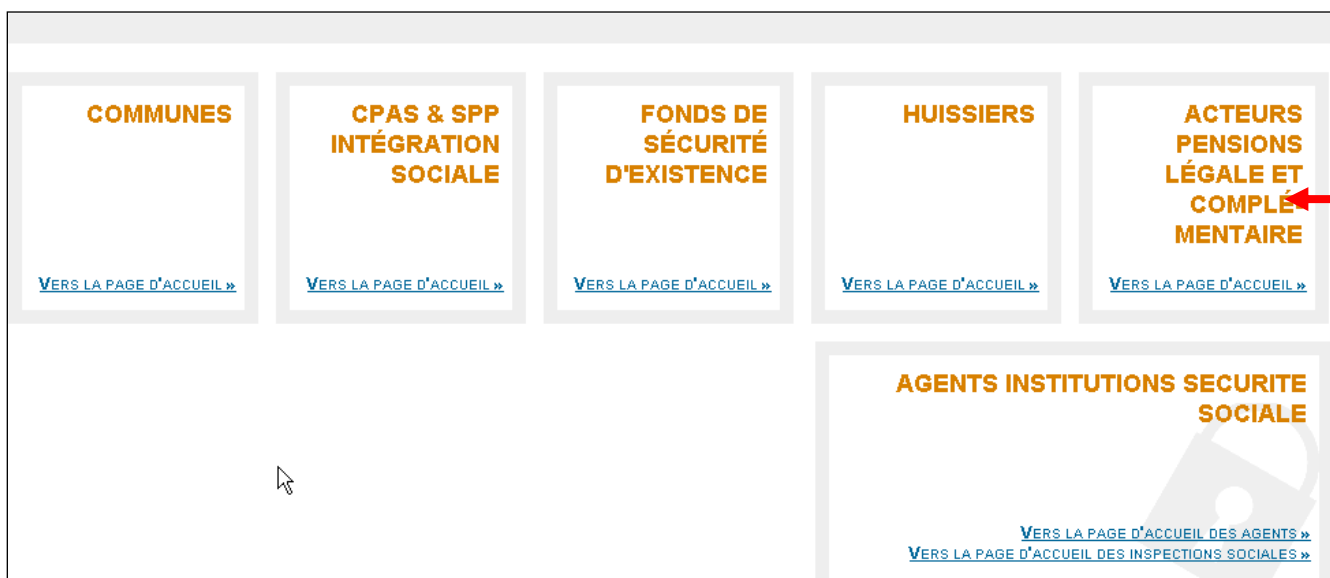 COMMUNES
VERS LA PAGE D'ACCUEIL »
CPAS & SPP
INTÉGRATION
SOCIALE
VERS LA PAGE D'ACCUEIL »
FONDS DE
SÉCURITÉ
D'EXISTENCE
VERS LA PAGE D'ACCUEIL »
HUISSIERS
VERS LA PAGE D'ACCUEIL »
ACTEURS
PENSIONS
LÉGALE ET
COMPLÉ-
MENTAIRE
VERS LA PAGE D'ACCUEIL »
AGENTS INSTITUTIONS SECURITE
SOCIALE
VERS LA PAGE D'ACCUEIL DES AGENTS »
VERS LA PAGE D'ACCUEIL DES INSPECTIONS SOCIALES »